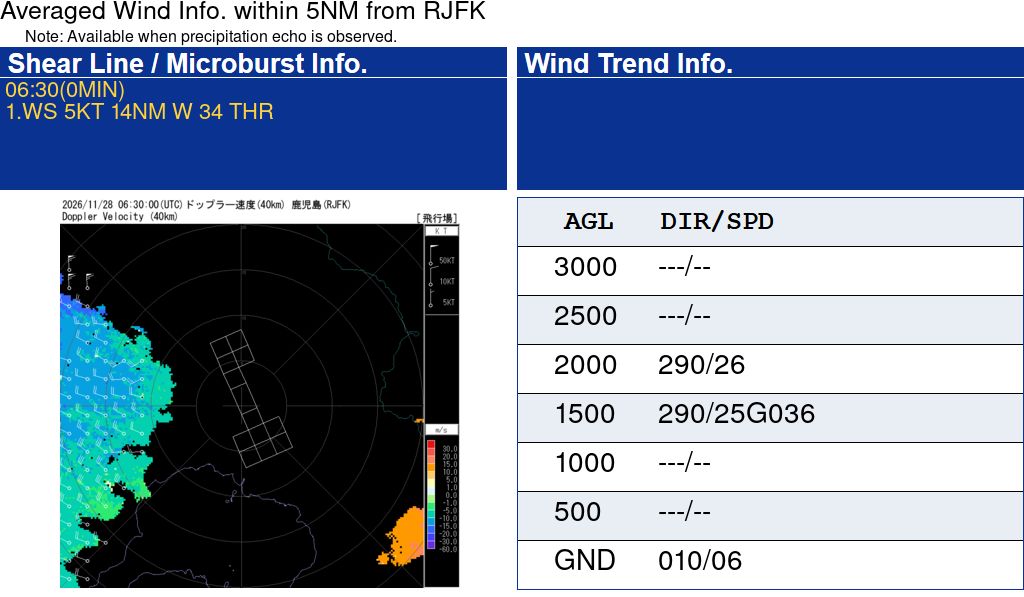 Averaged Wind Info. within 5NM from RJFK
Note: Available when precipitation echo is observed.
Shear Line / Microburst Info.
06:30(0MIN)
1.WS 5KT 14NM W 34 THR
Wind Trend Info.
2026/11/28 06:30:00(UTC) ドップラー速度(40km) 鹿児島(RJFK)
Doppler Velocity (40km)
[飛行場]
KT
50KT
10KT
5KT
m/s
30.0
20.0
15.0
10.0
5.0
1.0
0.0
-1.0
-5.0
-10.0
-15.0
-20.0
-30.0
-60.0
AGL DIR/SPD
3000 ---/--
2500 ---/--
2000 290/26
1500 290/25G036
1000 ---/--
500 ---/--
GND 010/06